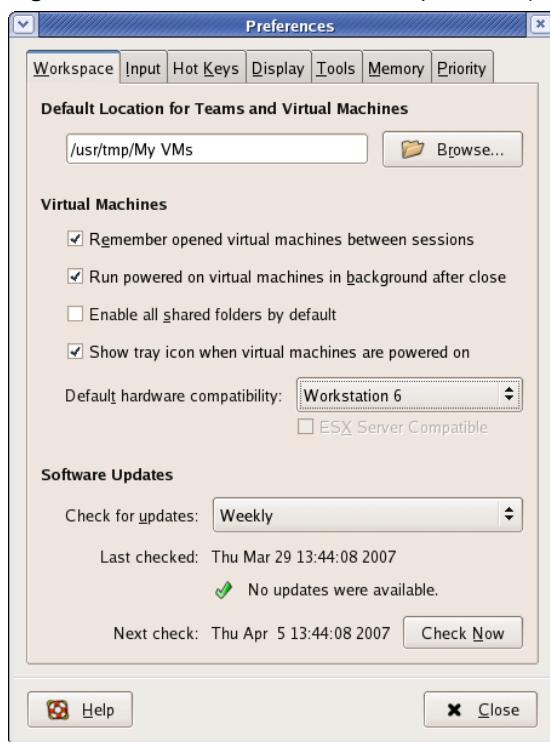 Preferences
Workspace Input Hot Keys Display Tools Memory Priority
Default Location for Teams and Virtual Machines
/usr/tmp/My VMs Browse...
Virtual Machines
Remember opened virtual machines between sessions
Run powered on virtual machines in background after close
Enable all shared folders by default
Show tray icon when virtual machines are powered on
Default hardware compatibility: Workstation 6
ESX Server Compatible
Software Updates
Check for updates: Weekly
Last checked: Thu Mar 29 13:44:08 2007
No updates were available.
Next check: Thu Apr 5 13:44:08 2007 Check Now
Help Close